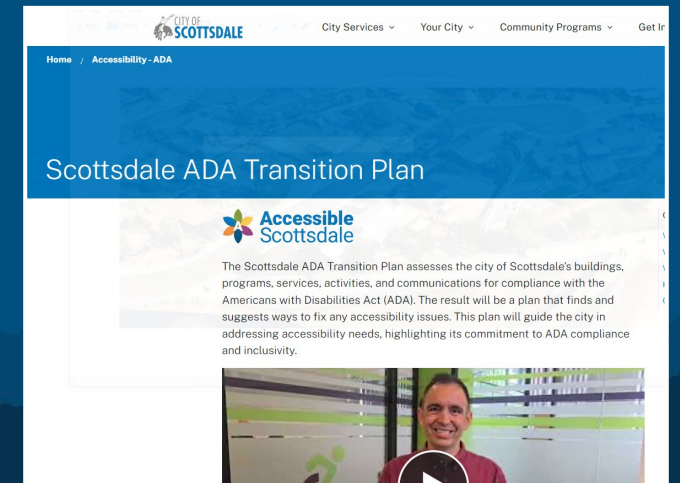 CITY OF
SCOTTSDALE
City Services
Your City
Community Programs
Get
Home / Accessibility - ADA
Scottsdale ADA Transition Plan
Accessible
Scottsdale
The Scottsdale ADA Transition Plan assesses the city of Scottsdale's buildings,
programs, services, activities, and communications for compliance with the
Americans with Disabilities Act (ADA). The result will be a plan that finds and
suggests ways to fix any accessibility issues. This plan will guide the city in
addressing accessibility needs, highlighting its commitment to ADA compliance
and inclusivity.